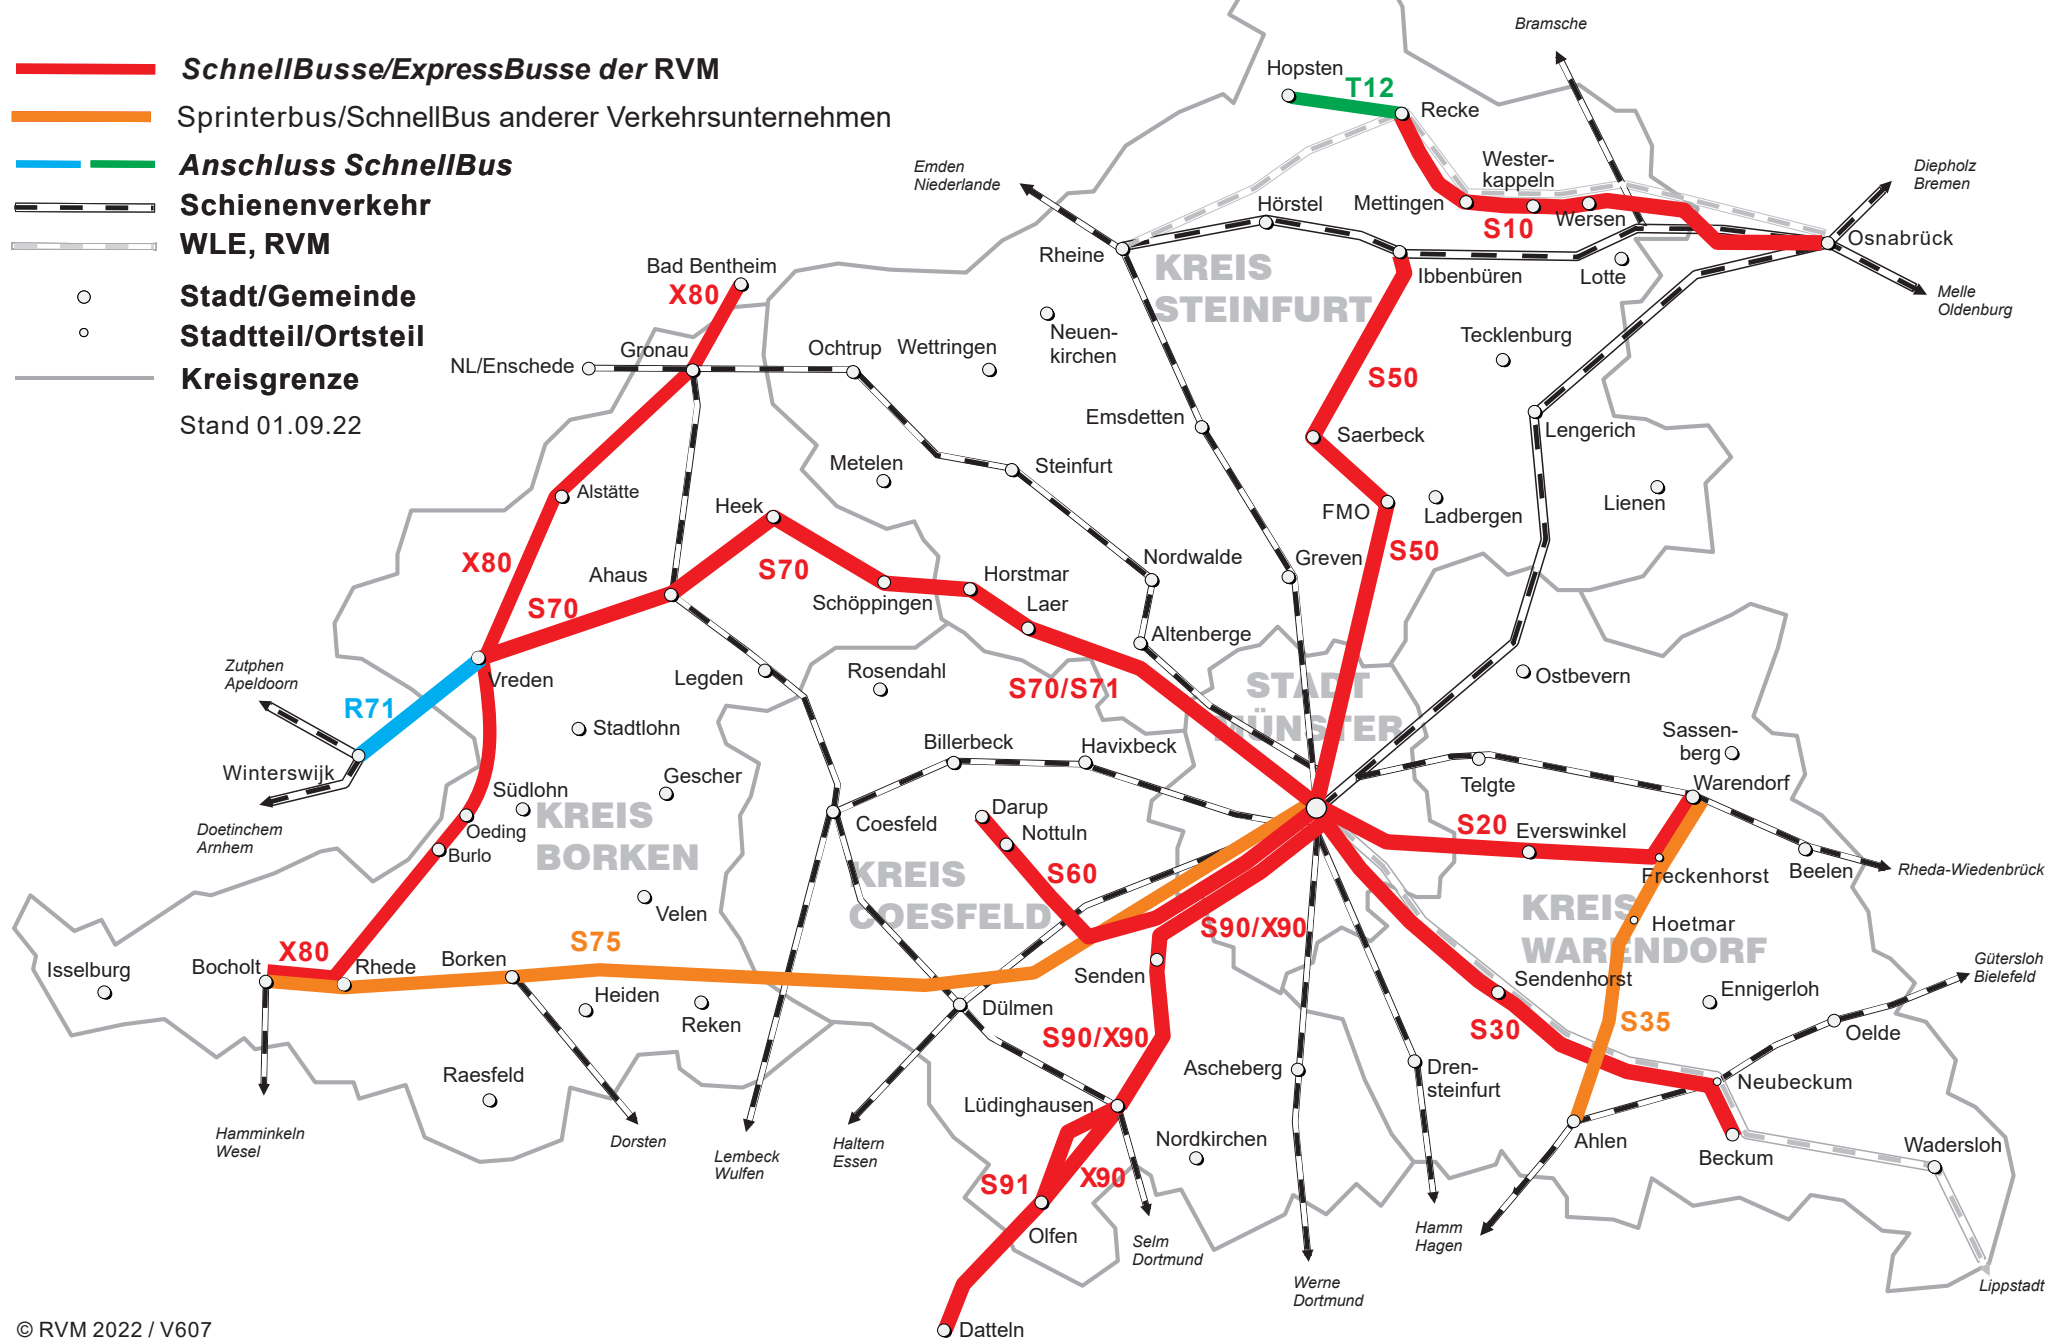 SchnellBusse/ExpressBusse der RVM
Sprinterbus/SchnellBus anderer Verkehrsunternehmen
Anschluss SchnellBus
Schienenverkehr
WLE, RVM
Stadt/Gemeinde
Stadtteil/Ortsteil
Kreisgrenze
Stand 01.09.22
Bramsche
Hopsten
T12
Recke
Emden
Niederlande
Wester-
kappeln
Diepholz
Bremen
Hörstel
Mettingen
S10
Wersen
Osnabrück
Rheine
KREIS
STEINFURT
Ibbenbüren
Lotte
Melle
Oldenburg
Bad Bentheim
X80
Neuen-
kirchen
Tecklenburg
NL/Enschede
Gronau
Ochtrup
Wettringen
S50
Emsdetten
Saerbeck
Lengerich
Metelen
Steinfurt
Alstätte
Heek
FMO
Ladbergen
Lienen
X80
S70
S50
Ahaus
Nordwalde
Greven
Horstmar
Schöppingen
Laer
S70
Altenberge
Zutphen
Apeldoorn
Vreden
Legden
Rosendahl
S70/S71
STADT
MÜNSTER
Ostbevern
R71
Stadtlohn
Billerbeck
Havixbeck
Sassen-
berg
Winterswijk
Gescher
Telgte
Warendorf
Südlohn
Darup
KREIS
BORKEN
Doetinchem
Arnhem
Oeding
Coesfeld
Nottuln
S20
Everswinkel
Burlo
S60
KREIS
COESFELD
Freckenhorst
Beelen
Rheda-Wiedenbrück
Velen
S90/X90
KREIS
WARENDORF
Hoetmar
X80
S75
Isselburg
Bocholt
Rhede
Borken
Senden
Sendenhorst
Gütersloh
Bielefeld
Heiden
Reken
Dülmen
Ennigerloh
S90/X90
S30
S35
Oelde
Raesfeld
Ascheberg
Dren-
steinfurt
Neubeckum
Lüdinghausen
Hamminkeln
Wesel
Dorsten
Lembeck
Wulfen
Haltern
Essen
Nordkirchen
Ahlen
Beckum
Wadersloh
S91
X90
Olfen
Selm
Dortmund
Hamm
Hagen
Werne
Dortmund
Lippstadt
© RVM 2022 / V607
Datteln